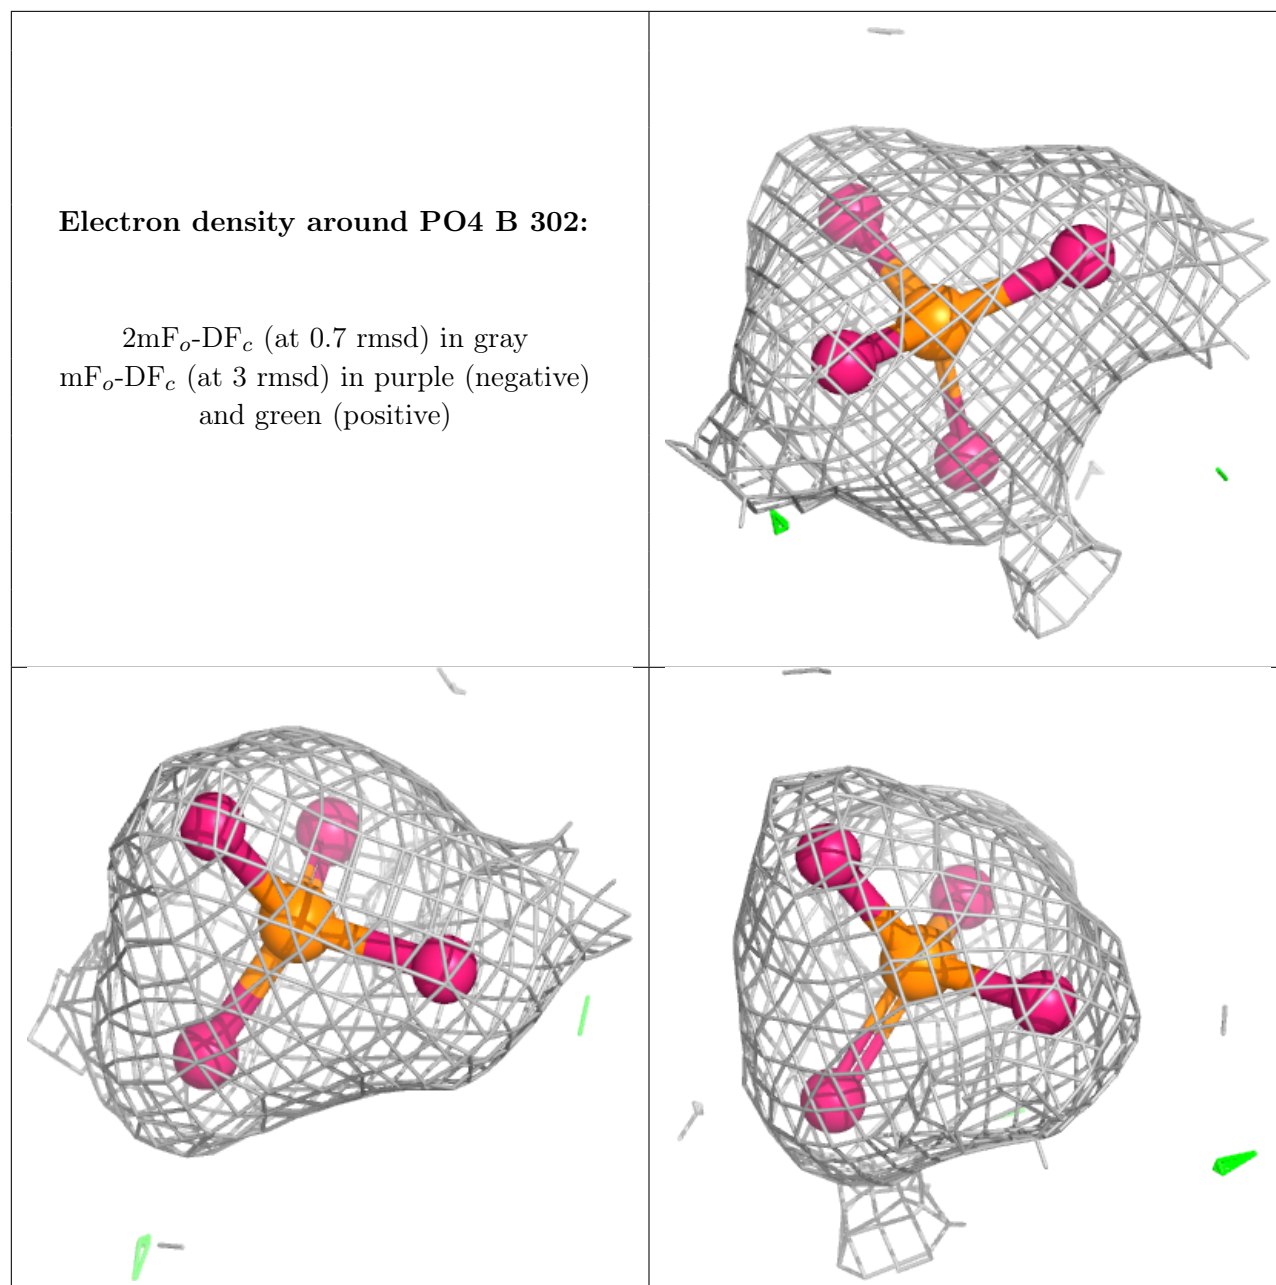 Electron density around PO4 B 302:
2mFo-DFc (at 0.7 rmsd) in gray
mFo-DFc (at 3 rmsd) in purple (negative)
and green (positive)